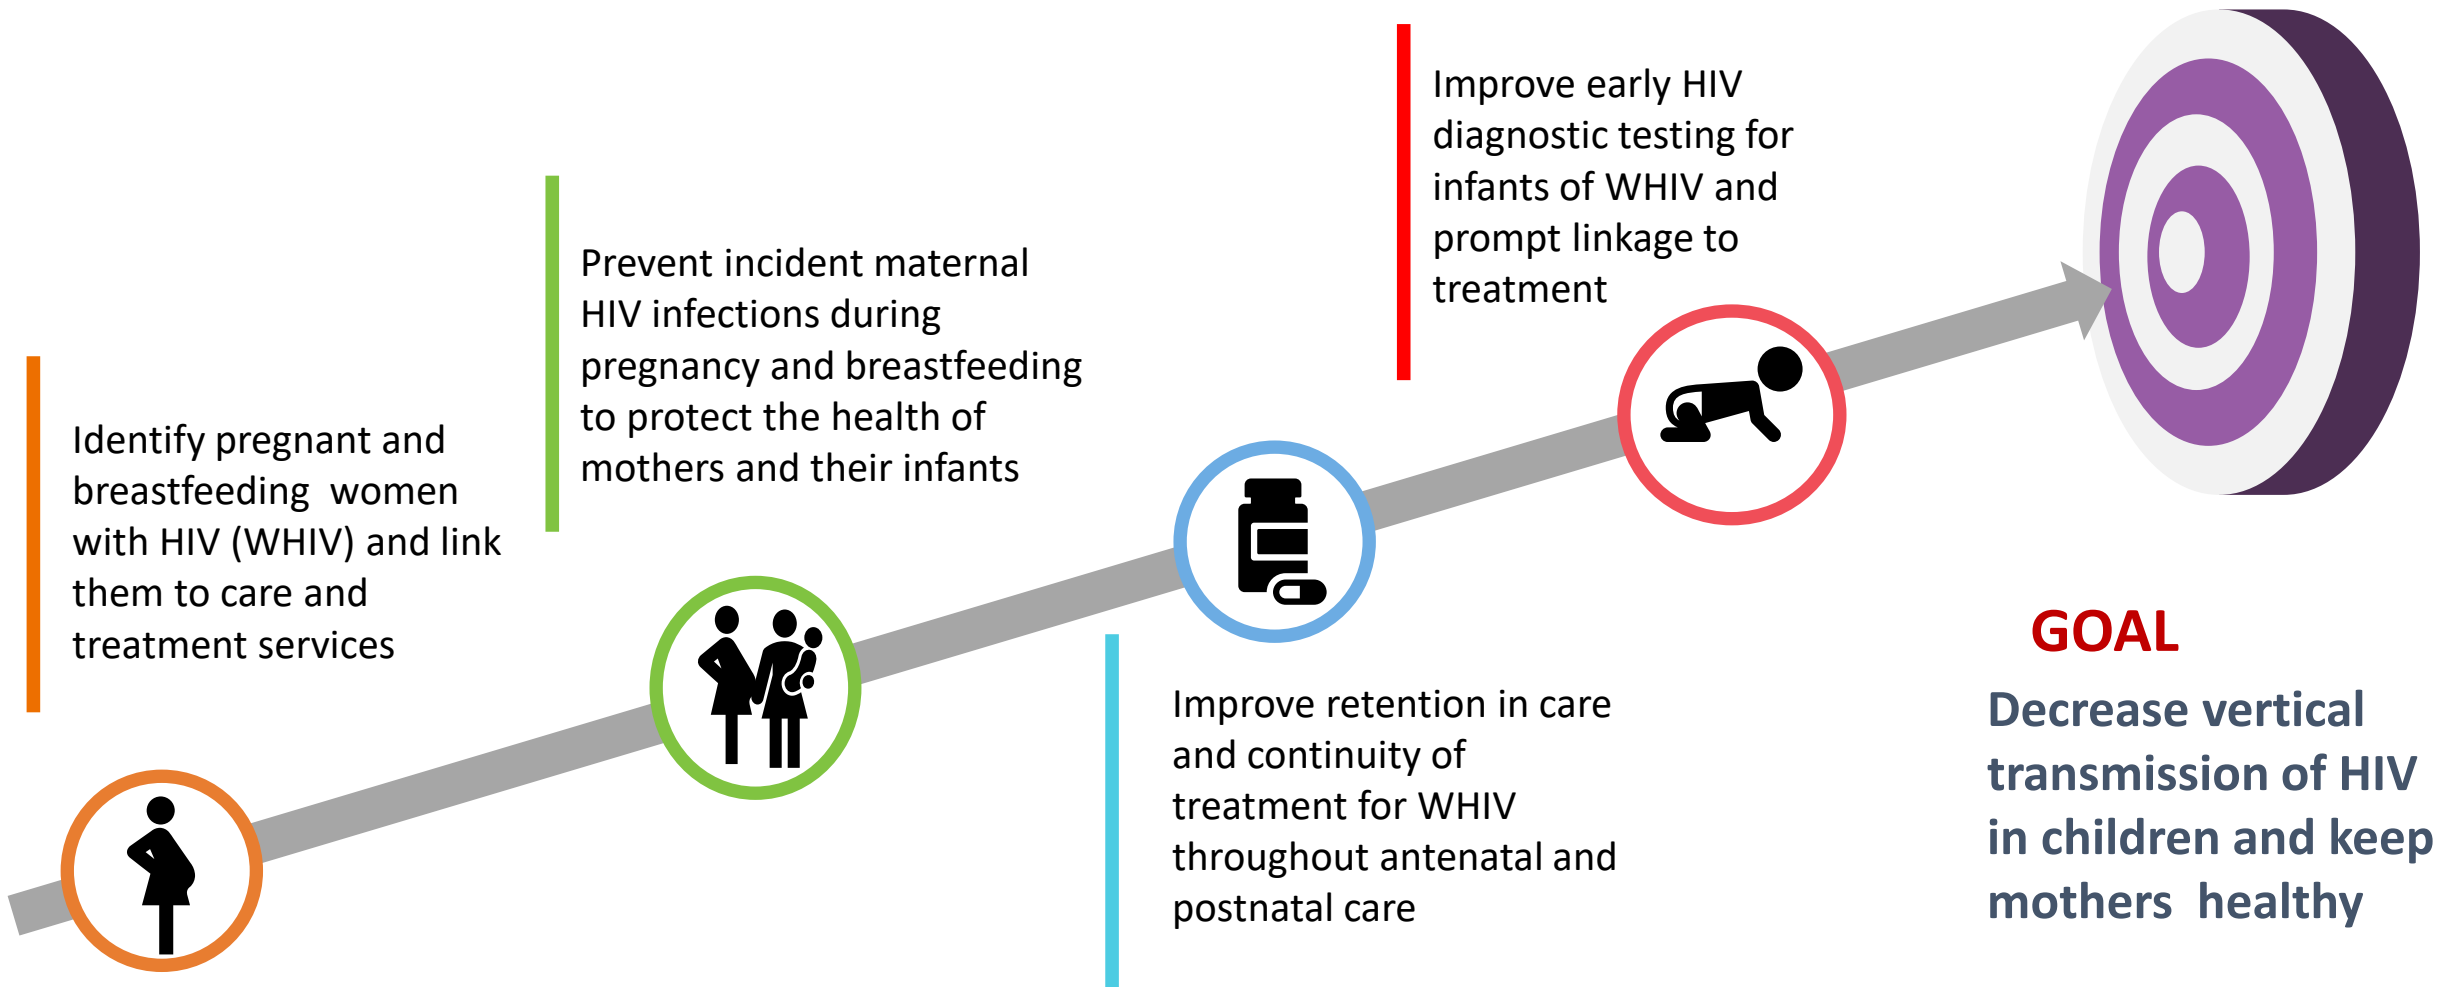 Identify pregnant and
breastfeeding  women
with HIV (WHIV) and link
them to care and
treatment services
Prevent incident maternal
HIV infections during
pregnancy and breastfeeding
to protect the health of
mothers and their infants
Improve retention in care
and continuity of
treatment for WHIV
throughout antenatal and
postnatal care
Improve early HIV
diagnostic testing for
infants of WHIV and
prompt linkage to
treatment
GOAL
Decrease vertical
transmission of HIV
in children and keep
mothers  healthy